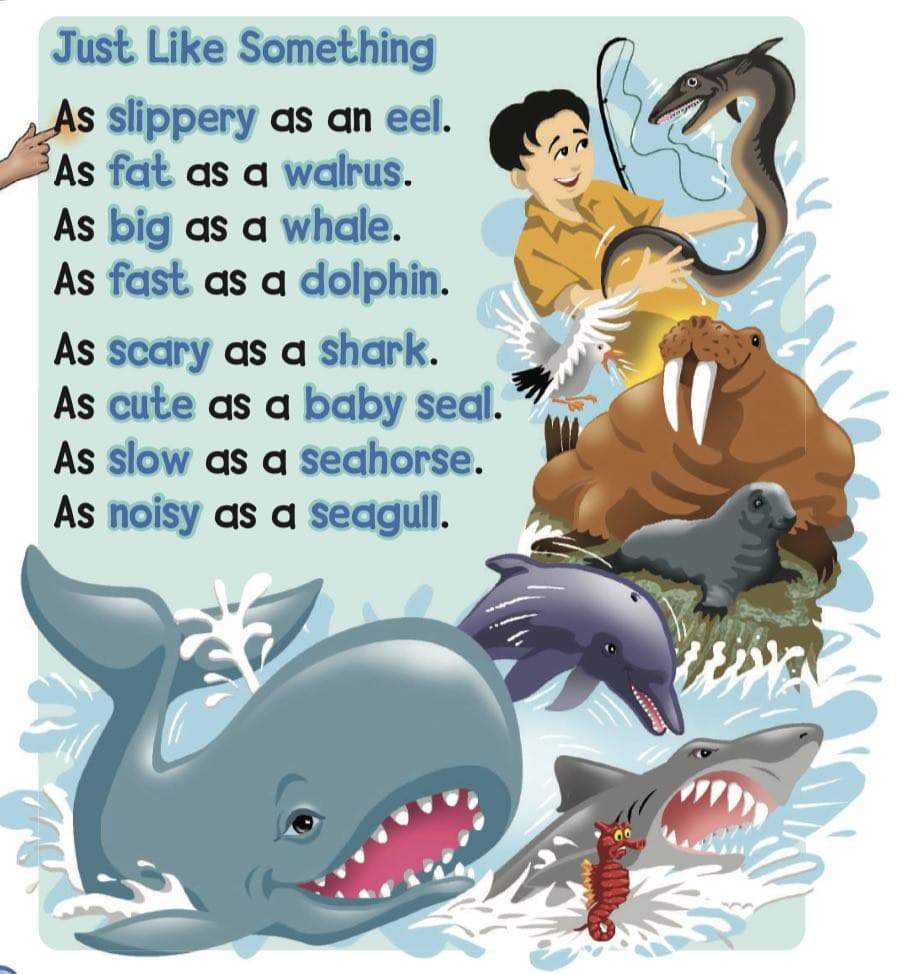 Just Like Something
As slippery as an eel.
As fat as a walrus.
As big as a whale.
As fast as a dolphin.
As scary as a shark.
As cute as a baby seal.
As slow as a seahorse.
As noisy as a seagull.